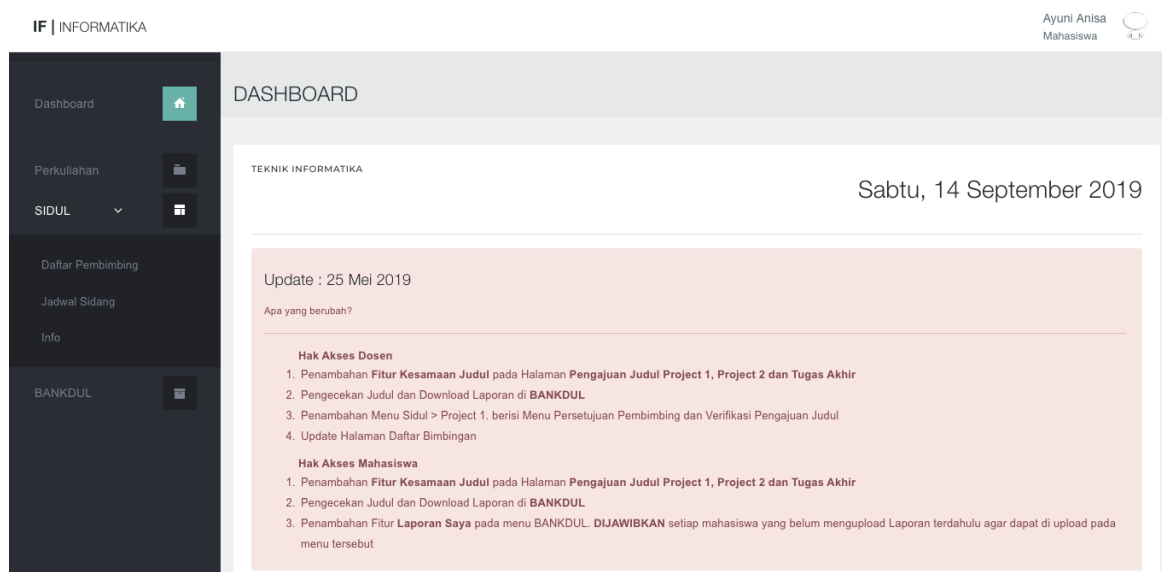 IF | INFORMATIKA
Ayuni Anisa
Mahasiswa
Dashboard
DASHBOARD
Perkuliahan
SIDUL
Daftar Pembimbing
Jadwal Sidang
Info
BANKDUL
TEKNIK INFORMATIKA
Sabtu, 14 September 2019
Update : 25 Mei 2019
Apa yang berubah?
Hak Akses Dosen
1. Penambahan Fitur Kesamaan Judul pada Halaman Pengajuan Judul Project 1, Project 2 dan Tugas Akhir
2. Pengecekan Judul dan Download Laporan di BANKDUL
3. Penambahan Menu Sidul > Project 1. berisi Menu Persetujuan Pembimbing dan Verifikasi Pengajuan Judul
4. Update Halaman Daftar Bimbingan
Hak Akses Mahasiswa
1. Penambahan Fitur Kesamaan Judul pada Halaman Pengajuan Judul Project 1, Project 2 dan Tugas Akhir
2. Pengecekan Judul dan Download Laporan di BANKDUL
3. Penambahan Fitur Laporan Saya pada menu BANKDUL. DIJAWIBKAN setiap mahasiswa yang belum mengupload Laporan terdahulu agar dapat di upload pada
menu tersebut